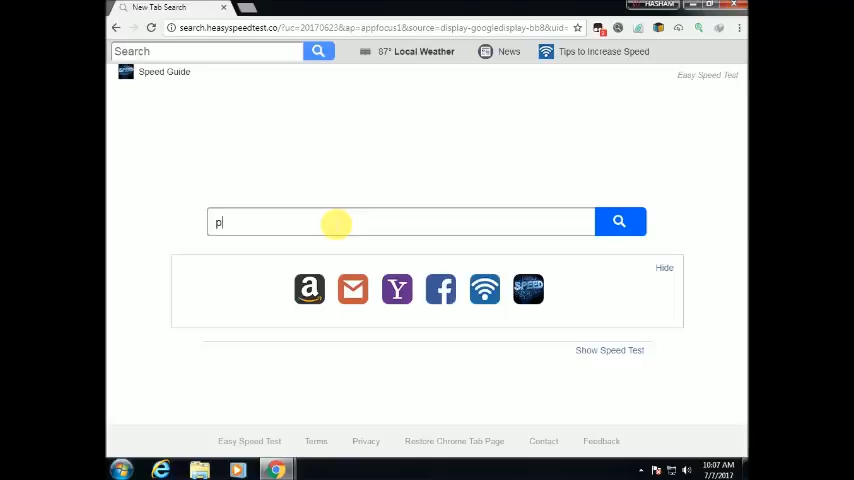 New Tab Search
HASHAM
search.heasyspeedtest.co/?uc=20170623&ap=appfocus1&source=display-googledisplay-bb8&uid=
Search
87° Local Weather
News
Tips to Increase Speed
Speed Guide
Easy Speed Test
p
Hide
a
Y
f
SPEED
Show Speed Test
Easy Speed Test
Terms
Privacy
Restore Chrome Tab Page
Contact
Feedback
10:07 AM
7/7/2017